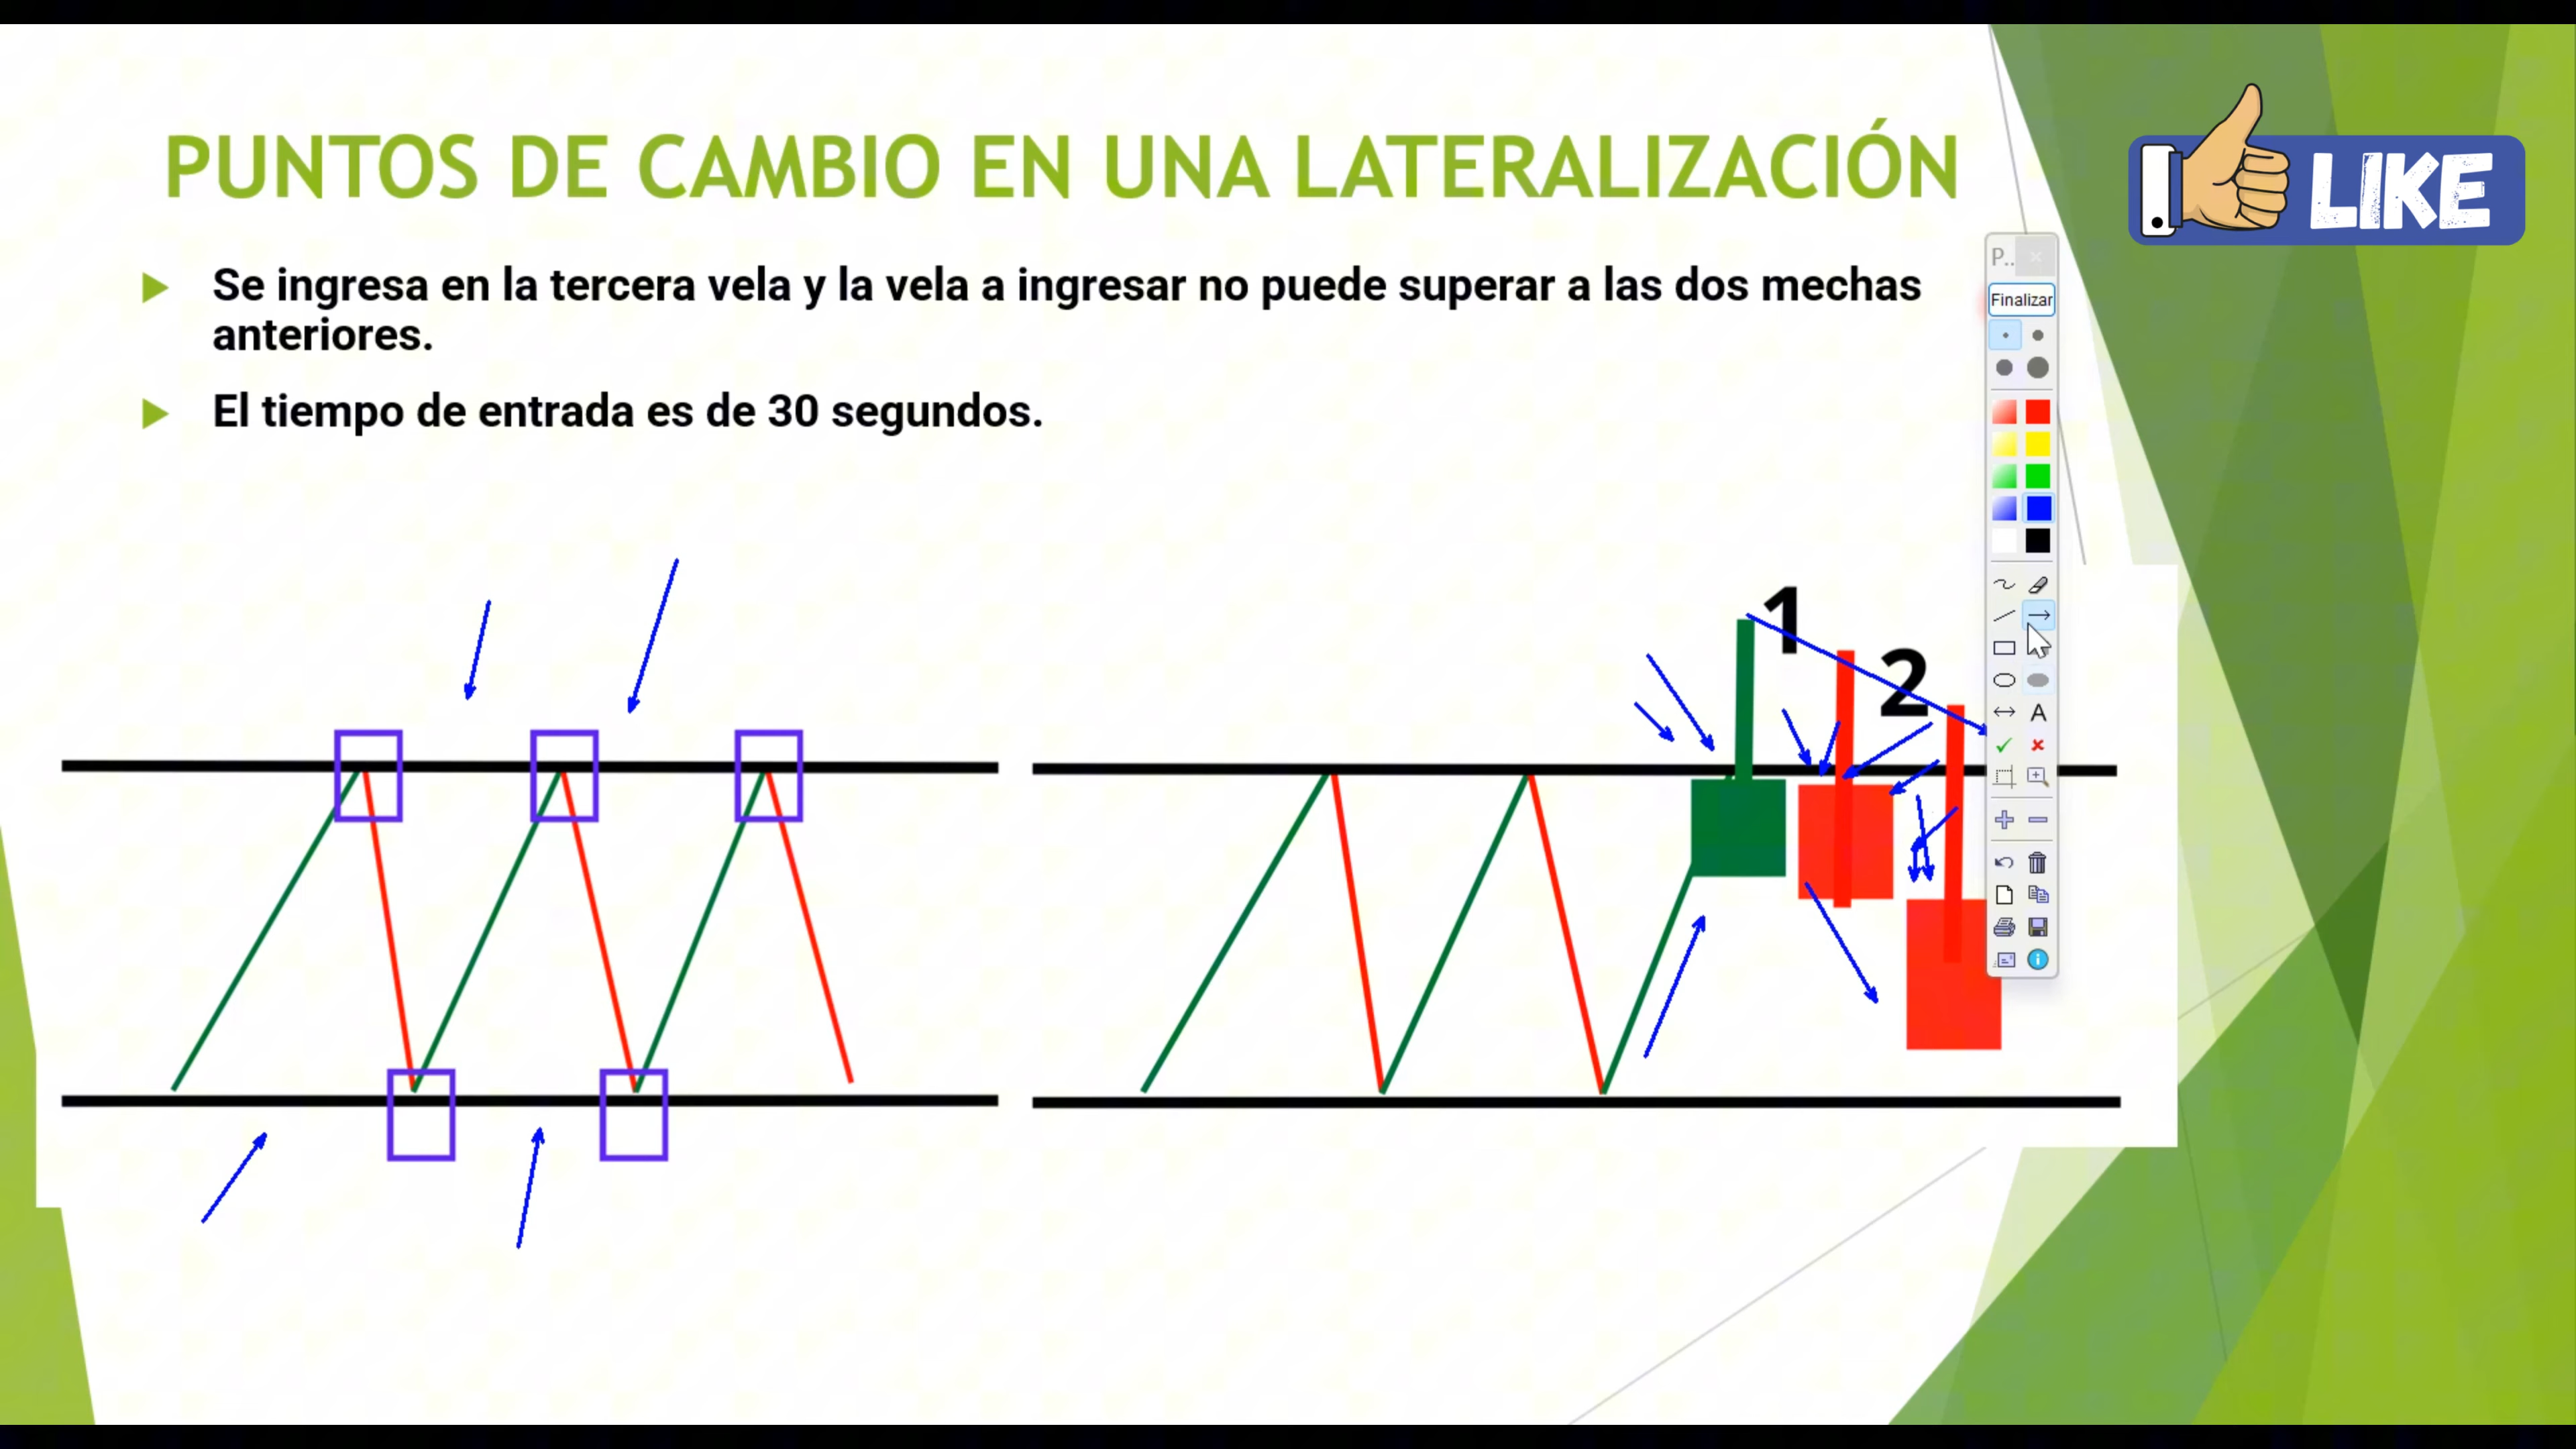 PUNTOS DE CAMBIO EN UNA LATERALIZACIÓN
LIKE
Se ingresa en la tercera vela y la vela a ingresar no puede superar a las dos mechas
anteriores.
El tiempo de entrada es de 30 segundos.
P..
Finalizar
A
1
2